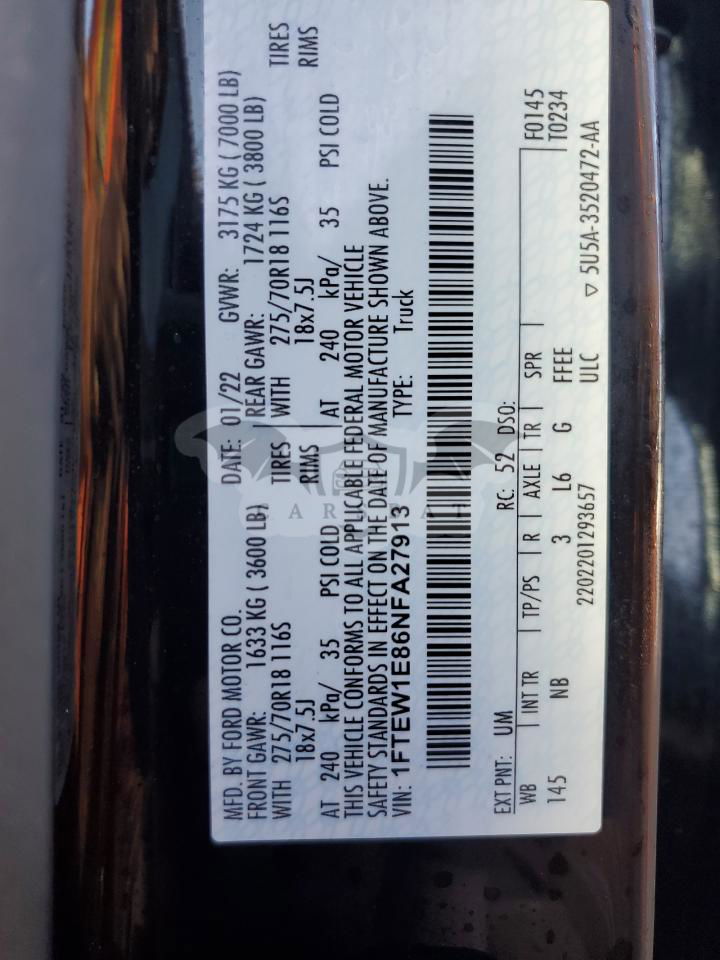 MFD. BY FORD MOTOR CO. DATE: 01/22 GVWR: 3175 KG ( 7000 LB)
FRONT GAWR: 1633 KG ( 3600 LB) REAR GAWR: 1724 KG ( 3800 LB)
WITH 275/70R18 116S TIRES WITH 275/70R18 116S TIRES
18x7.5J RIMS 18x7.5J RIMS
AT 240 kPa/ 35 PSI COLD AT 240 kPa/ 35 PSI COLD
THIS VEHICLE CONFORMS TO ALL APPLICABLE FEDERAL MOTOR VEHICLE
SAFETY STANDARDS IN EFFECT ON THE DATE OF MANUFACTURE SHOWN ABOVE.
VIN: 1FTEW1E86NFA27913 TYPE: Truck
EXT PNT: UM RC: 52 DSO: F0145
WB INT TR TP/PS R AXLE TR SPR T0234
145 NB 3 L6 G FFEE
2202201293657 ULC ▽ 5U5A-3520472-AA